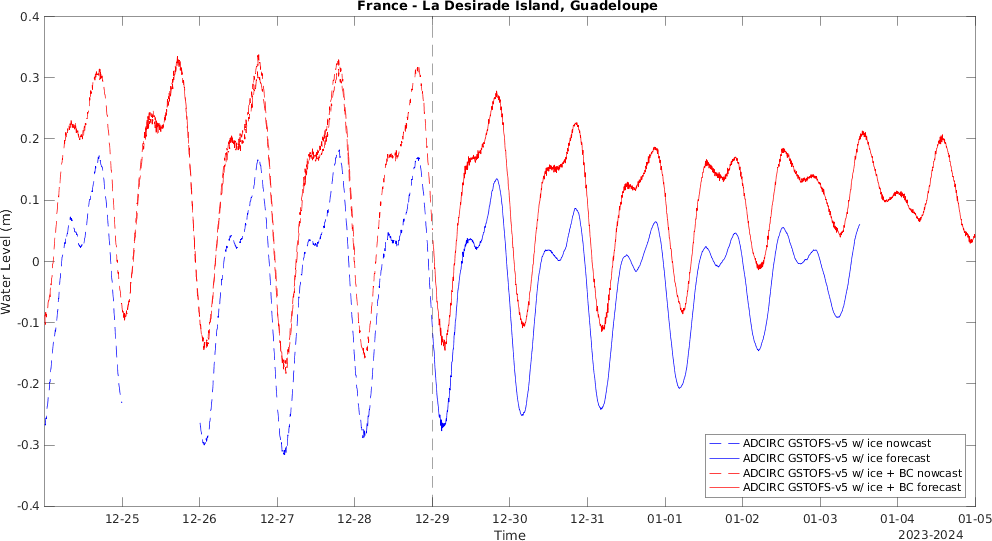 France - La Desirade Island, Guadeloupe
0.4
0.3
0.2
0.1
0
-0.1
-0.2
-0.3
-0.4
Water Level (m)
ADCIRC GSTOFS-v5 w/ ice nowcast
ADCIRC GSTOFS-v5 w/ ice forecast
ADCIRC GSTOFS-v5 w/ ice + BC nowcast
ADCIRC GSTOFS-v5 w/ ice + BC forecast
12-25 12-26 12-27 12-28 12-29 12-30 12-31 01-01 01-02 01-03 01-04 01-05
Time
2023-2024